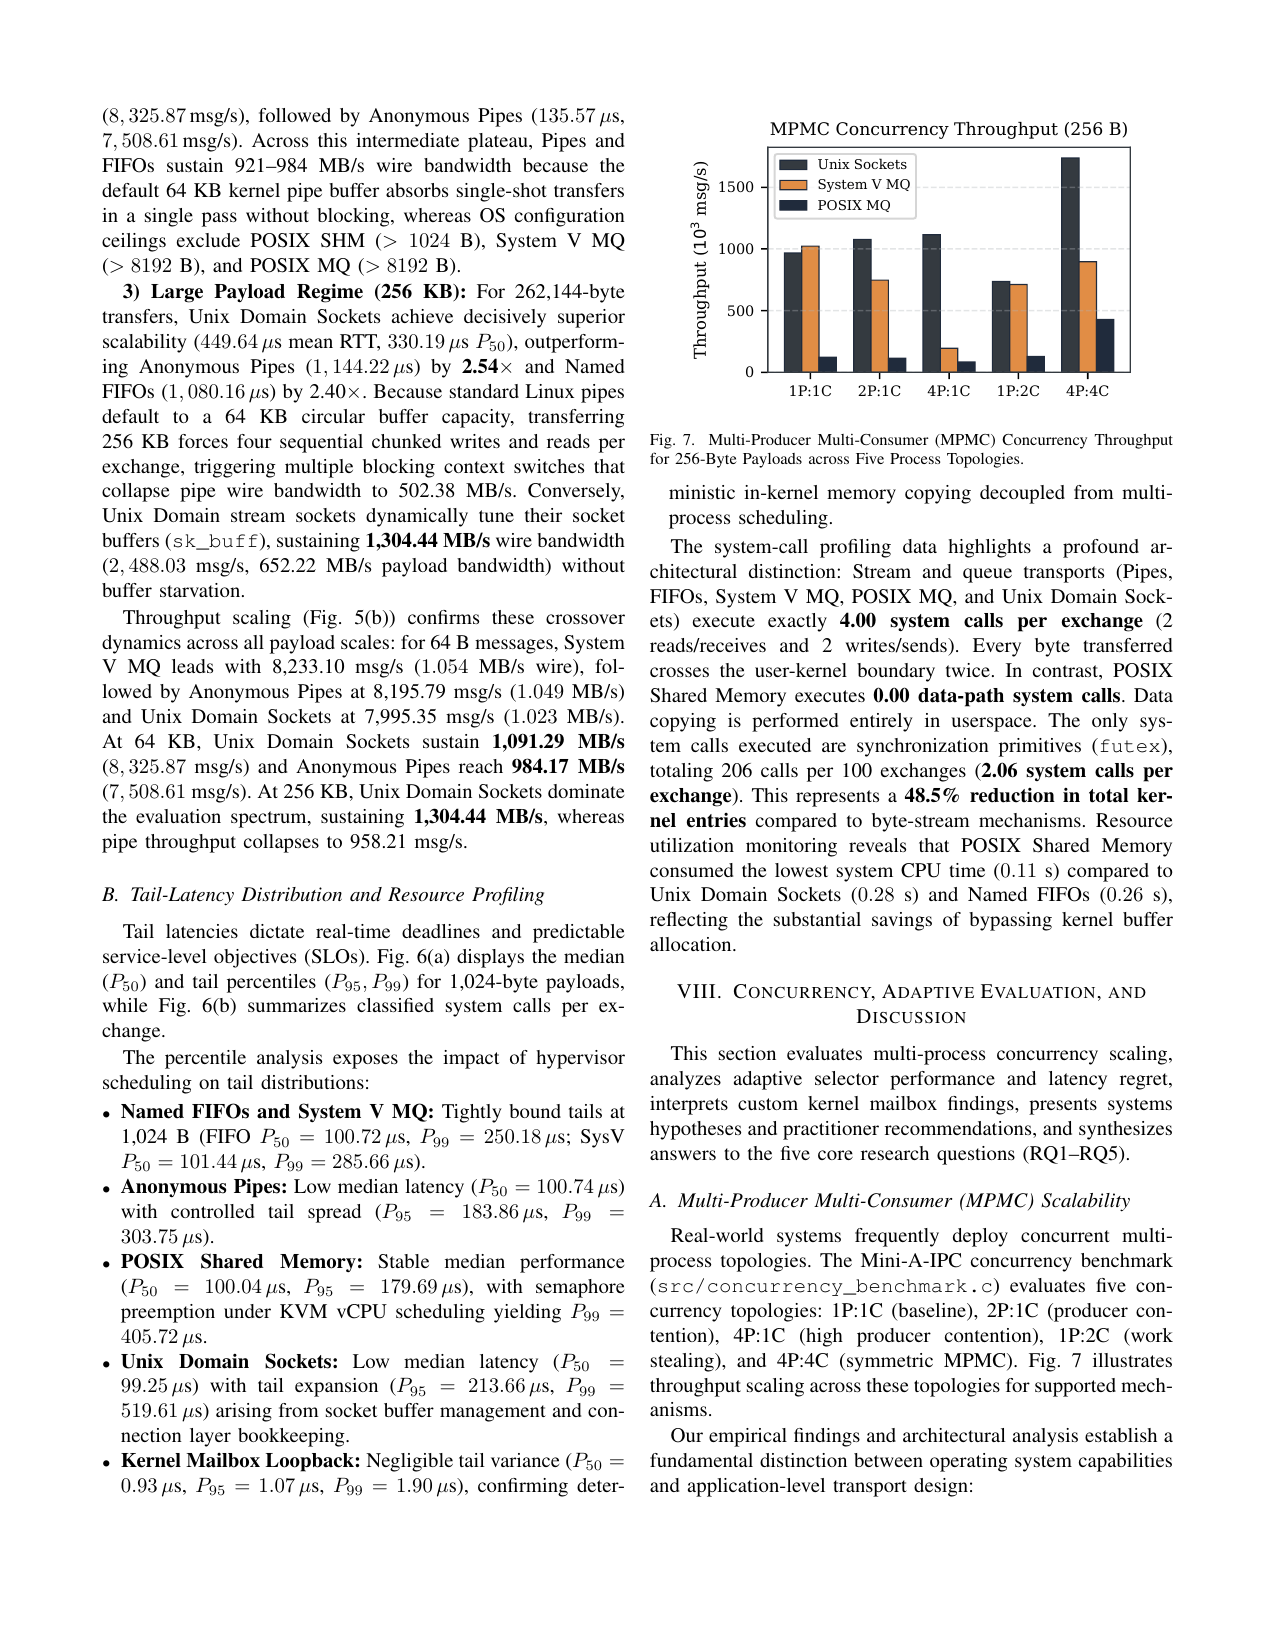 (8, 325.87 msg/s), followed by Anonymous Pipes (135.57 μs,
7, 508.61 msg/s). Across this intermediate plateau, Pipes and
FIFOs sustain 921–984 MB/s wire bandwidth because the
default 64 KB kernel pipe buffer absorbs single-shot transfers
in a single pass without blocking, whereas OS configuration
ceilings exclude POSIX SHM (> 1024 B), System V MQ
(> 8192 B), and POSIX MQ (> 8192 B).
3) Large Payload Regime (256 KB): For 262,144-byte
transfers, Unix Domain Sockets achieve decisively superior
scalability (449.64 μs mean RTT, 330.19 μs P50), outperform-
ing Anonymous Pipes (1, 144.22 μs) by 2.54× and Named
FIFOs (1, 080.16 μs) by 2.40×. Because standard Linux pipes
default to a 64 KB circular buffer capacity, transferring
256 KB forces four sequential chunked writes and reads per
exchange, triggering multiple blocking context switches that
collapse pipe wire bandwidth to 502.38 MB/s. Conversely,
Unix Domain stream sockets dynamically tune their socket
buffers (sk_buff), sustaining 1,304.44 MB/s wire bandwidth
(2, 488.03 msg/s, 652.22 MB/s payload bandwidth) without
buffer starvation.
Throughput scaling (Fig. 5(b)) confirms these crossover
dynamics across all payload scales: for 64 B messages, System
V MQ leads with 8,233.10 msg/s (1.054 MB/s wire), fol-
lowed by Anonymous Pipes at 8,195.79 msg/s (1.049 MB/s)
and Unix Domain Sockets at 7,995.35 msg/s (1.023 MB/s).
At 64 KB, Unix Domain Sockets sustain 1,091.29 MB/s
(8, 325.87 msg/s) and Anonymous Pipes reach 984.17 MB/s
(7, 508.61 msg/s). At 256 KB, Unix Domain Sockets dominate
the evaluation spectrum, sustaining 1,304.44 MB/s, whereas
pipe throughput collapses to 958.21 msg/s.
B. Tail-Latency Distribution and Resource Profiling
Tail latencies dictate real-time deadlines and predictable
service-level objectives (SLOs). Fig. 6(a) displays the median
(P50) and tail percentiles (P95, P99) for 1,024-byte payloads,
while Fig. 6(b) summarizes classified system calls per ex-
change.
The percentile analysis exposes the impact of hypervisor
scheduling on tail distributions:
• Named FIFOs and System V MQ: Tightly bound tails at
1,024 B (FIFO P50 = 100.72 μs, P99 = 250.18 μs; SysV
P50 = 101.44 μs, P99 = 285.66 μs).
• Anonymous Pipes: Low median latency (P50 = 100.74 μs)
with controlled tail spread (P95 = 183.86 μs, P99 =
303.75 μs).
• POSIX Shared Memory: Stable median performance
(P50 = 100.04 μs, P95 = 179.69 μs), with semaphore
preemption under KVM vCPU scheduling yielding P99 =
405.72 μs.
• Unix Domain Sockets: Low median latency (P50 =
99.25 μs) with tail expansion (P95 = 213.66 μs, P99 =
519.61 μs) arising from socket buffer management and con-
nection layer bookkeeping.
• Kernel Mailbox Loopback: Negligible tail variance (P50 =
0.93 μs, P95 = 1.07 μs, P99 = 1.90 μs), confirming deter-
MPMC Concurrency Throughput (256 B)
Throughput (10³ msg/s)
1500
1000
500
0
Unix Sockets
System V MQ
POSIX MQ
1P:1C 2P:1C 4P:1C 1P:2C 4P:4C
Fig. 7. Multi-Producer Multi-Consumer (MPMC) Concurrency Throughput
for 256-Byte Payloads across Five Process Topologies.
ministic in-kernel memory copying decoupled from multi-
process scheduling.
The system-call profiling data highlights a profound ar-
chitectural distinction: Stream and queue transports (Pipes,
FIFOs, System V MQ, POSIX MQ, and Unix Domain Sock-
ets) execute exactly 4.00 system calls per exchange (2
reads/receives and 2 writes/sends). Every byte transferred
crosses the user-kernel boundary twice. In contrast, POSIX
Shared Memory executes 0.00 data-path system calls. Data
copying is performed entirely in userspace. The only sys-
tem calls executed are synchronization primitives (futex),
totaling 206 calls per 100 exchanges (2.06 system calls per
exchange). This represents a 48.5% reduction in total ker-
nel entries compared to byte-stream mechanisms. Resource
utilization monitoring reveals that POSIX Shared Memory
consumed the lowest system CPU time (0.11 s) compared to
Unix Domain Sockets (0.28 s) and Named FIFOs (0.26 s),
reflecting the substantial savings of bypassing kernel buffer
allocation.
VIII. CONCURRENCY, ADAPTIVE EVALUATION, AND
DISCUSSION
This section evaluates multi-process concurrency scaling,
analyzes adaptive selector performance and latency regret,
interprets custom kernel mailbox findings, presents systems
hypotheses and practitioner recommendations, and synthesizes
answers to the five core research questions (RQ1–RQ5).
A. Multi-Producer Multi-Consumer (MPMC) Scalability
Real-world systems frequently deploy concurrent multi-
process topologies. The Mini-A-IPC concurrency benchmark
(src/concurrency_benchmark.c) evaluates five con-
currency topologies: 1P:1C (baseline), 2P:1C (producer con-
tention), 4P:1C (high producer contention), 1P:2C (work
stealing), and 4P:4C (symmetric MPMC). Fig. 7 illustrates
throughput scaling across these topologies for supported mech-
anisms.
Our empirical findings and architectural analysis establish a
fundamental distinction between operating system capabilities
and application-level transport design: